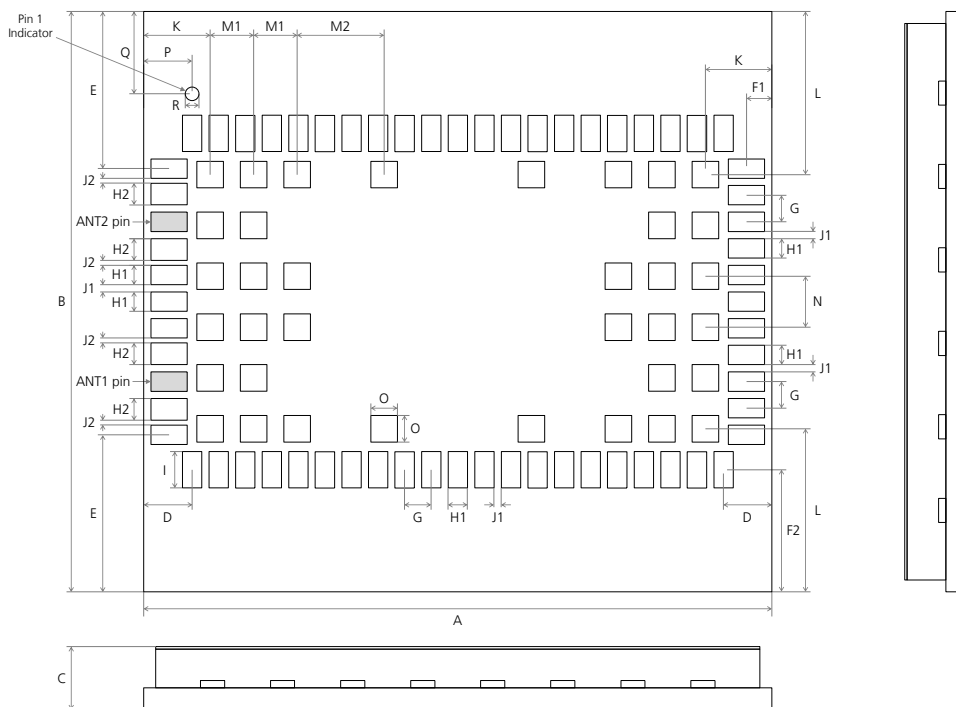 Pin 1
Indicator
K
M1
M1
M2
Q
P
E
R
K
F1
L
J2
H2
ANT2 pin
H2
J2
H1
J1
H1
B
J2
H2
ANT1 pin
H2
J2
G
J1
H1
N
H1
J1
G
O
O
I
E
D
G
H1
J1
D
F2
L
A
C